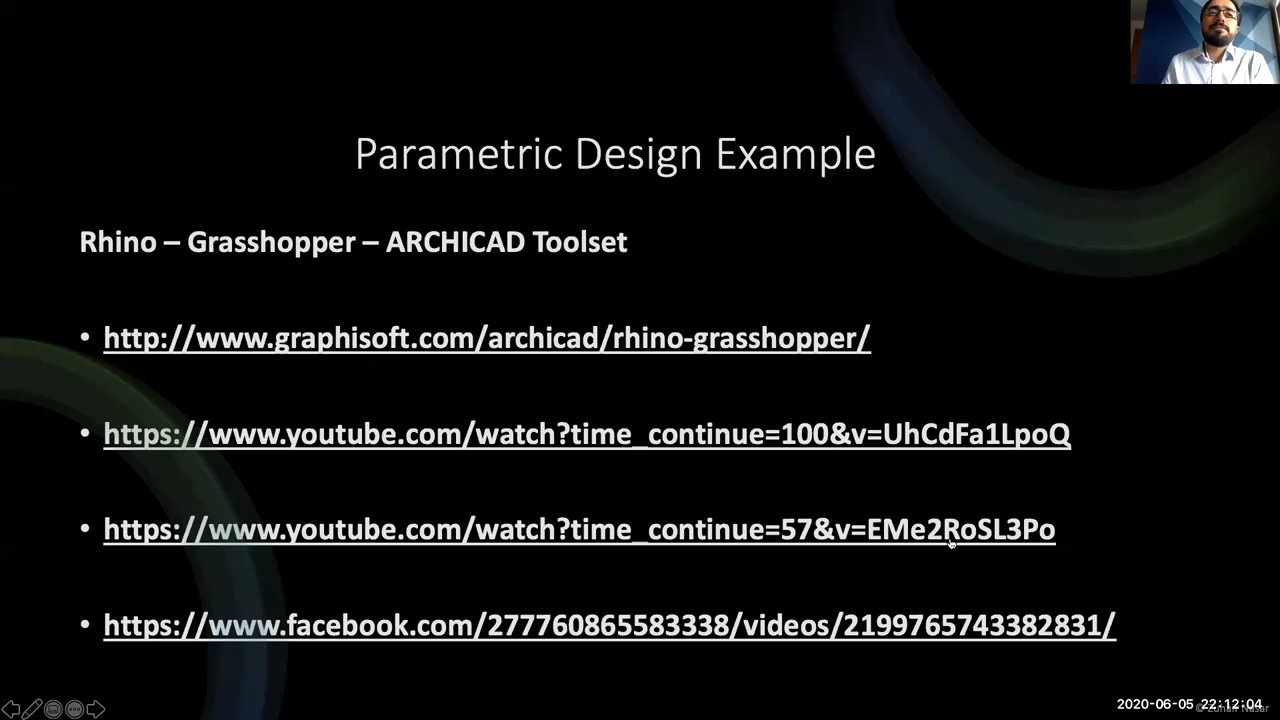 Parametric Design Example
Rhino – Grasshopper – ARCHICAD Toolset
• http://www.graphisoft.com/archicad/rhino-grasshopper/
• https://www.youtube.com/watch?time_continue=100&v=UhCdFa1LpoQ
• https://www.youtube.com/watch?time_continue=57&v=EMe2RoSL3Po
• https://www.facebook.com/277760865583338/videos/2199765743382831/
2020-06-05 22:12:04